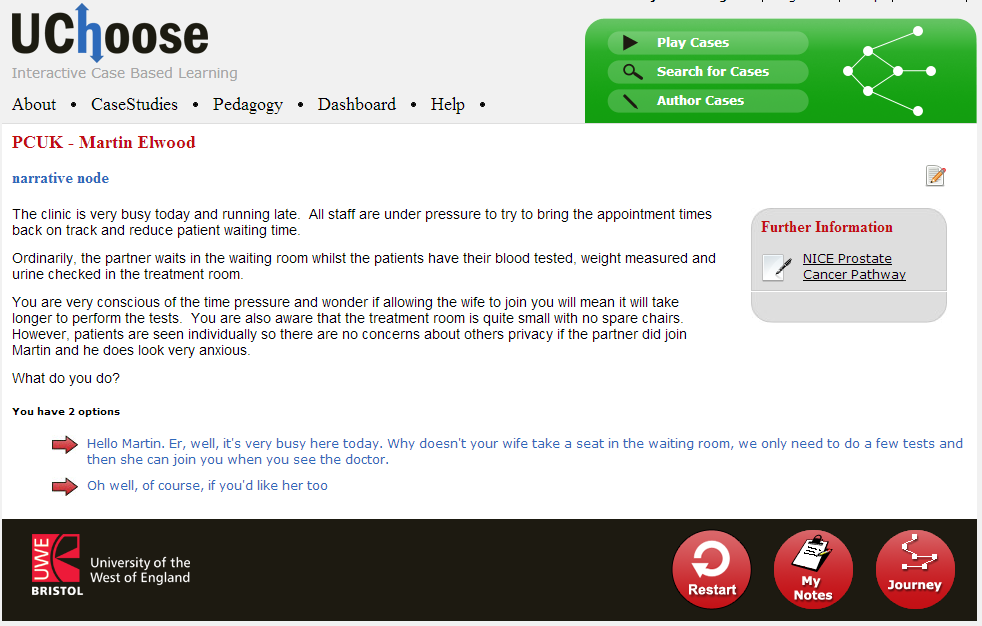 UChoose
Interactive Case Based Learning
Play Cases
Search for Cases
Author Cases
About • CaseStudies • Pedagogy • Dashboard • Help •
PCUK - Martin Elwood
narrative node
The clinic is very busy today and running late.  All staff are under pressure to try to bring the appointment times
back on track and reduce patient waiting time.
Ordinarily, the partner waits in the waiting room whilst the patients have their blood tested, weight measured and
urine checked in the treatment room.
You are very conscious of the time pressure and wonder if allowing the wife to join you will mean it will take
longer to perform the tests.  You are also aware that the treatment room is quite small with no spare chairs.
However, patients are seen individually so there are no concerns about others privacy if the partner did join
Martin and he does look very anxious.
What do you do?
Further Information
NICE Prostate
Cancer Pathway
You have 2 options
Hello Martin. Er, well, it's very busy here today. Why doesn't your wife take a seat in the waiting room, we only need to do a few tests and
then she can join you when you see the doctor.
Oh well, of course, if you'd like her too
UWE
BRISTOL
University of the
West of England
Restart
My
Notes
Journey